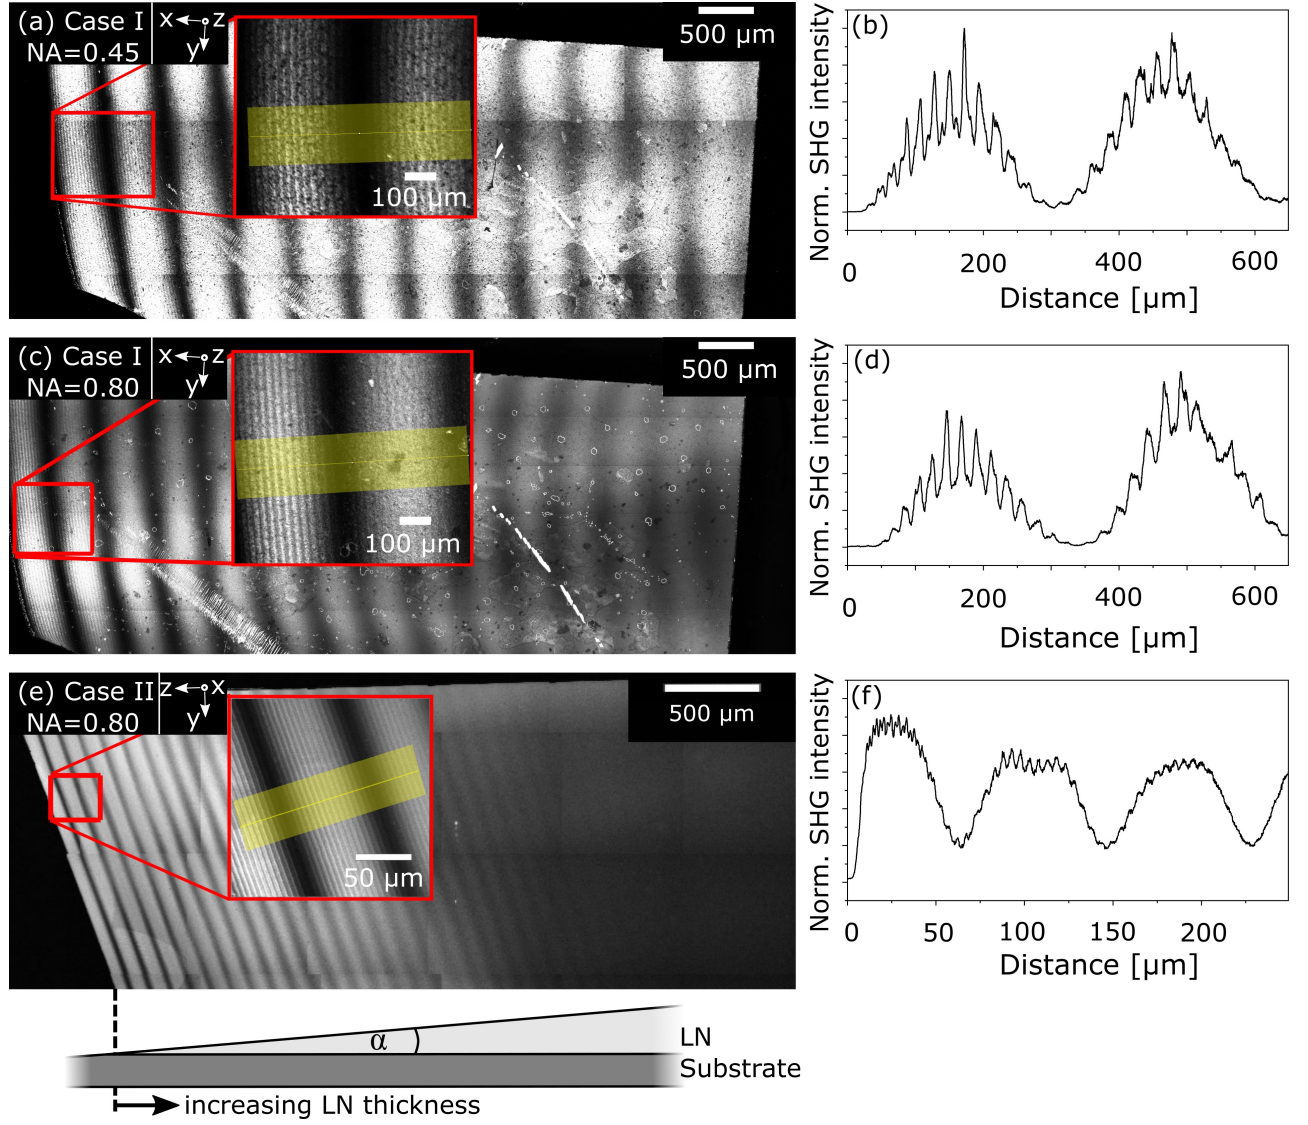 (a) Case I
NA=0.45
x z
y
100 µm
500 µm
(b)
Norm. SHG intensity
0 200 400 600
Distance [µm]
(c) Case I
NA=0.80
x z
y
100 µm
500 µm
(d)
Norm. SHG intensity
0 200 400 600
Distance [µm]
(e) Case II
NA=0.80
z x
y
50 µm
500 µm
(f)
Norm. SHG intensity
0 50 100 150 200
Distance [µm]
α
LN
Substrate
increasing LN thickness